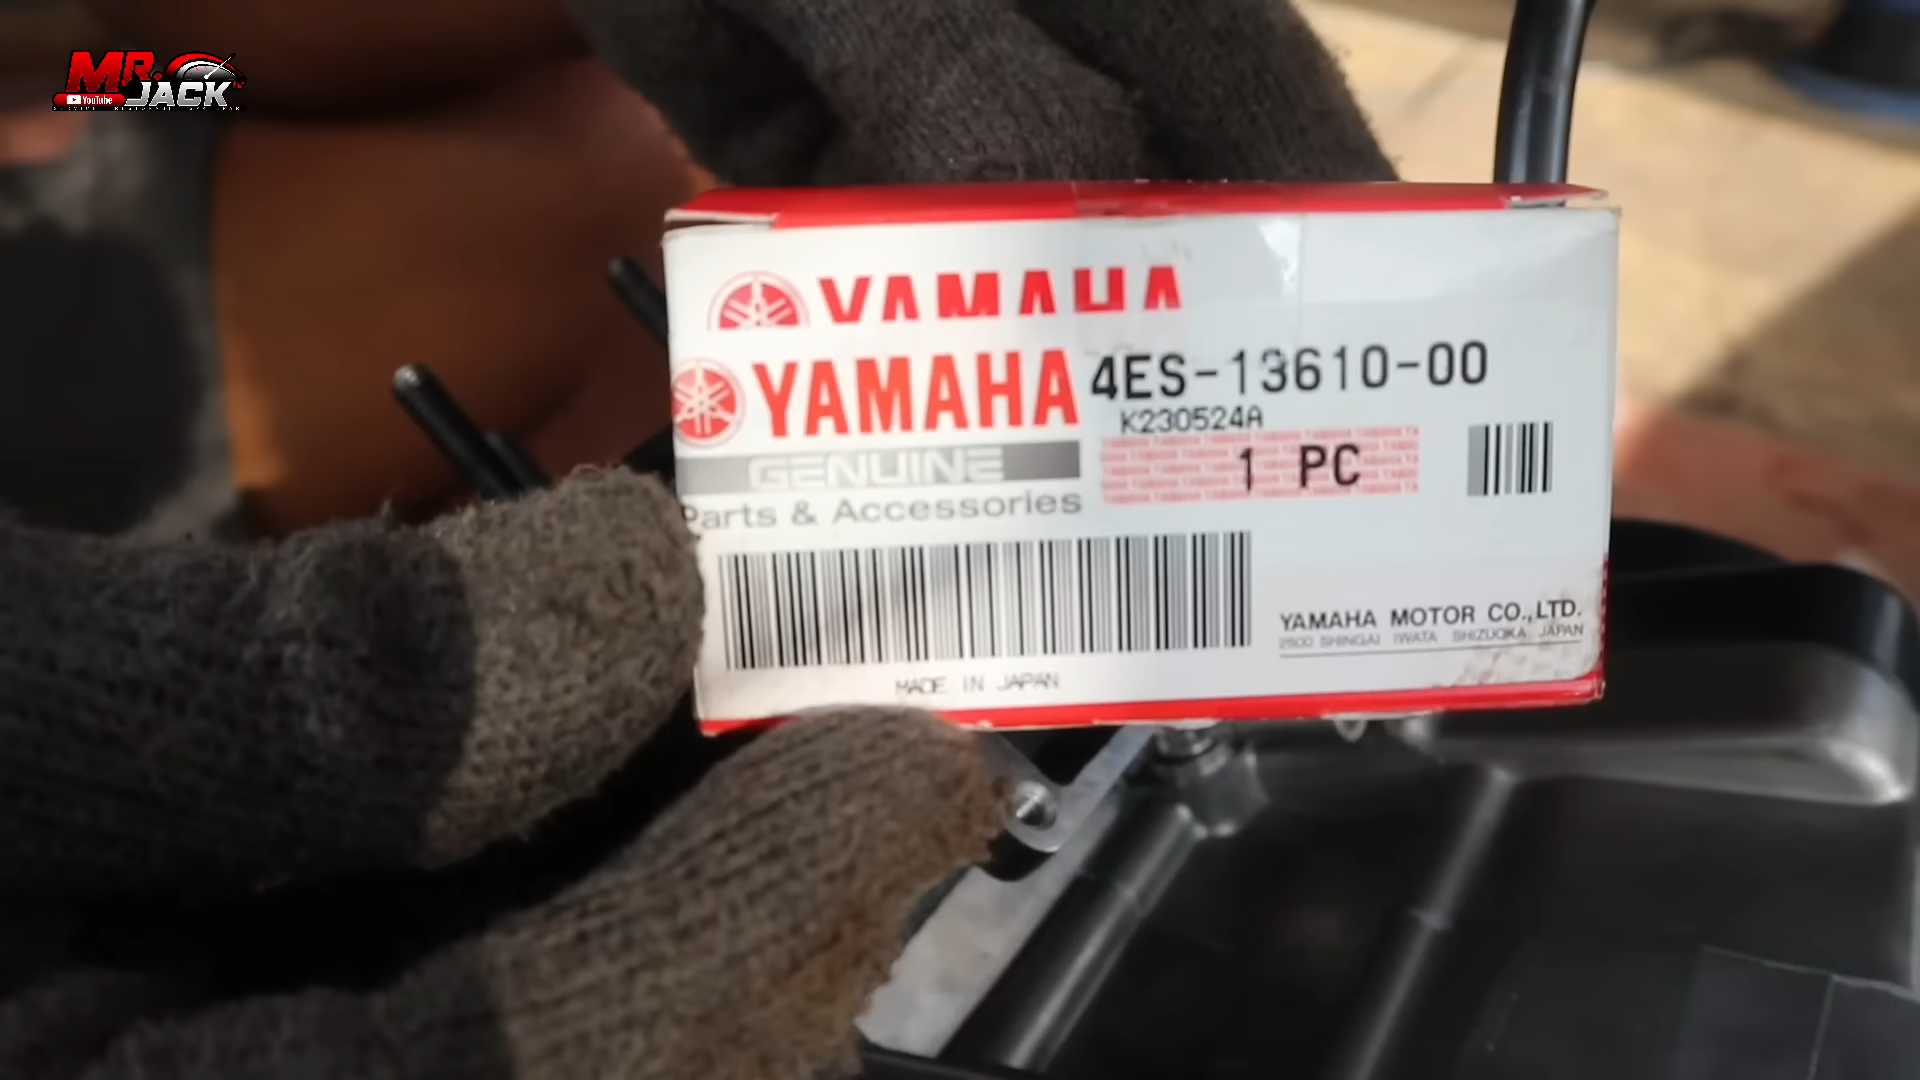 MR.
JACK
YouTube
YAMAHA
YAMAHA 4ES-13610-00
K230524A
GENUINE
1 PC
Parts & Accessories
YAMAHA MOTOR CO.,LTD.
2500 SHINGAI IWATA SHIZUOKA JAPAN
MADE IN JAPAN